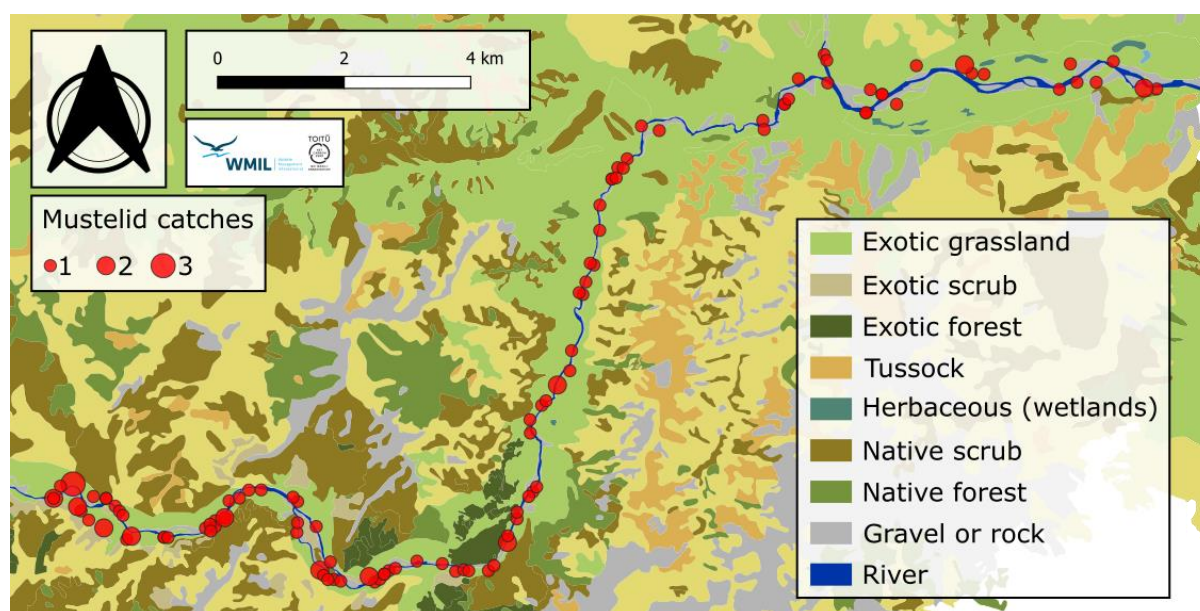 0 2 4 km
WMIL
TOITŪ
Mustelid catches
1 2 3
Exotic grassland
Exotic scrub
Exotic forest
Tussock
Herbaceous (wetlands)
Native scrub
Native forest
Gravel or rock
River